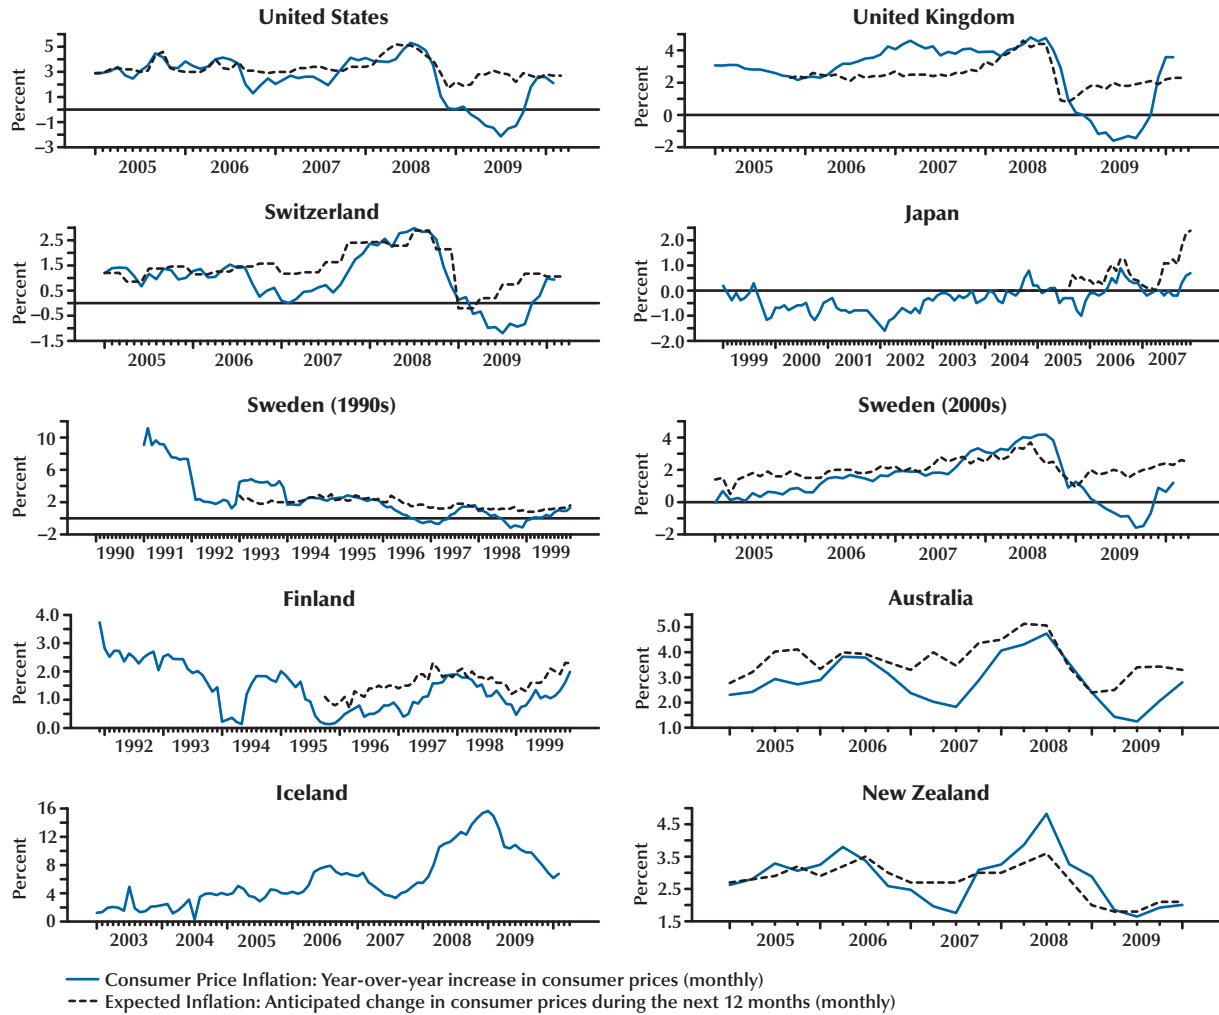 United States
Percent
5
3
1
–1
–3
2005 2006 2007 2008 2009
United Kingdom
Percent
4
2
0
–2
2005 2006 2007 2008 2009
Switzerland
2.5
1.5
0.5
–0.5
–1.5
2005 2006 2007 2008 2009
Japan
Percent
2.0
1.0
0.0
–1.0
–2.0
1999 2000 2001 2002 2003 2004 2005 2006 2007
Sweden (1990s)
Percent
10
6
2
–2
1990 1991 1992 1993 1994 1995 1996 1997 1998 1999
Sweden (2000s)
Percent
4
2
0
–2
2005 2006 2007 2008 2009
Finland
Percent
4.0
3.0
2.0
1.0
0.0
1992 1993 1994 1995 1996 1997 1998 1999
Australia
Percent
5.0
4.0
3.0
2.0
1.0
2005 2006 2007 2008 2009
Iceland
Percent
16
12
8
4
0
2003 2004 2005 2006 2007 2008 2009
New Zealand
Percent
4.5
3.5
2.5
1.5
2005 2006 2007 2008 2009
Consumer Price Inflation: Year-over-year increase in consumer prices (monthly)
Expected Inflation: Anticipated change in consumer prices during the next 12 months (monthly)